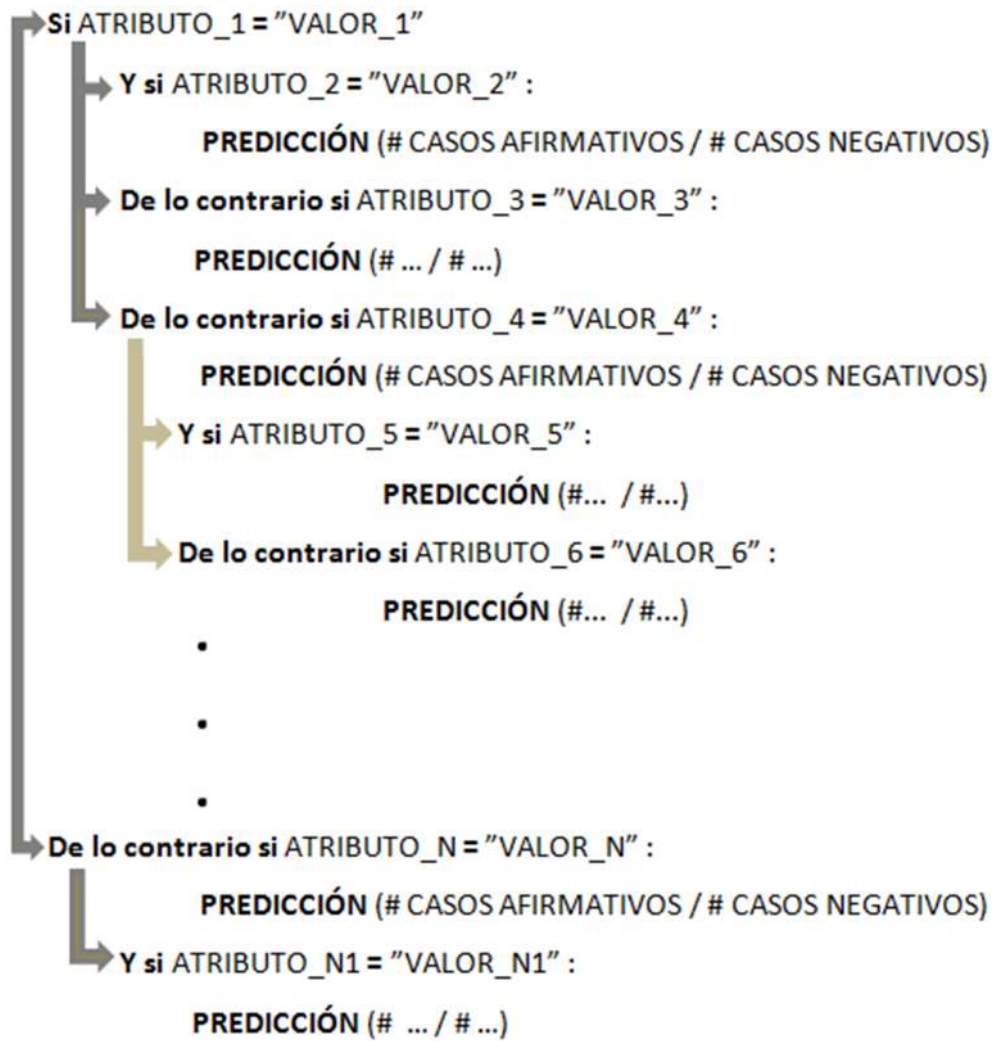 Si ATRIBUTO_1 = "VALOR_1"
Y si ATRIBUTO_2 = "VALOR_2" :
PREDICCIÓN (# CASOS AFIRMATIVOS / # CASOS NEGATIVOS)
De lo contrario si ATRIBUTO_3 = "VALOR_3" :
PREDICCIÓN (# ... / # ...)
De lo contrario si ATRIBUTO_4 = "VALOR_4" :
PREDICCIÓN (# CASOS AFIRMATIVOS / # CASOS NEGATIVOS)
Y si ATRIBUTO_5 = "VALOR_5" :
PREDICCIÓN (#... / #...)
De lo contrario si ATRIBUTO_6 = "VALOR_6" :
PREDICCIÓN (#... / #...)
.
.
.
De lo contrario si ATRIBUTO_N = "VALOR_N" :
PREDICCIÓN (# CASOS AFIRMATIVOS / # CASOS NEGATIVOS)
Y si ATRIBUTO_N1 = "VALOR_N1" :
PREDICCIÓN (# ... / # ...)